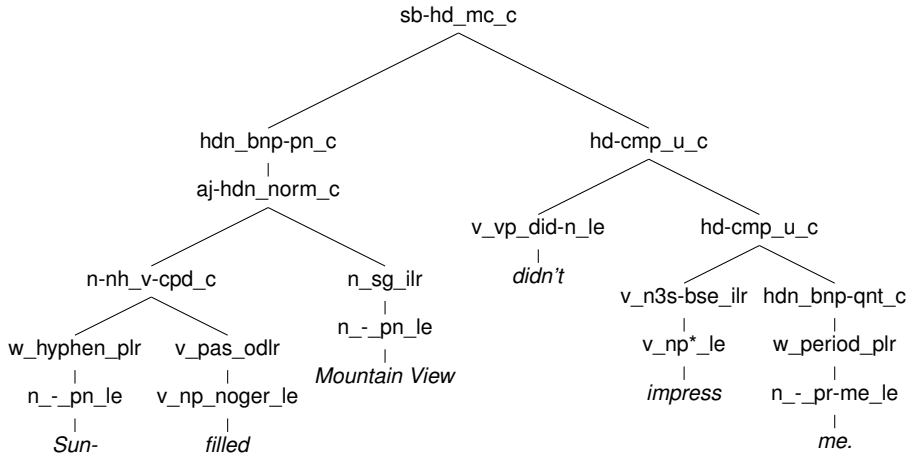 sb-hd_mc_c
hdn_bnp-pn_c hd-cmp_u_c
aj-hdn_norm_c
v_vp_did-n_le hd-cmp_u_c
n-nh_v-cpd_c n_sg_ilr didn't
v_n3s-bse_ilr hdn_bnp-qnt_c
n_-_pn_le
w_hyphen_plr v_pas_odlr v_np*_le w_period_plr
Mountain View
n_-_pn_le v_np_noger_le impress n_-_pr-me_le
Sun- filled me.